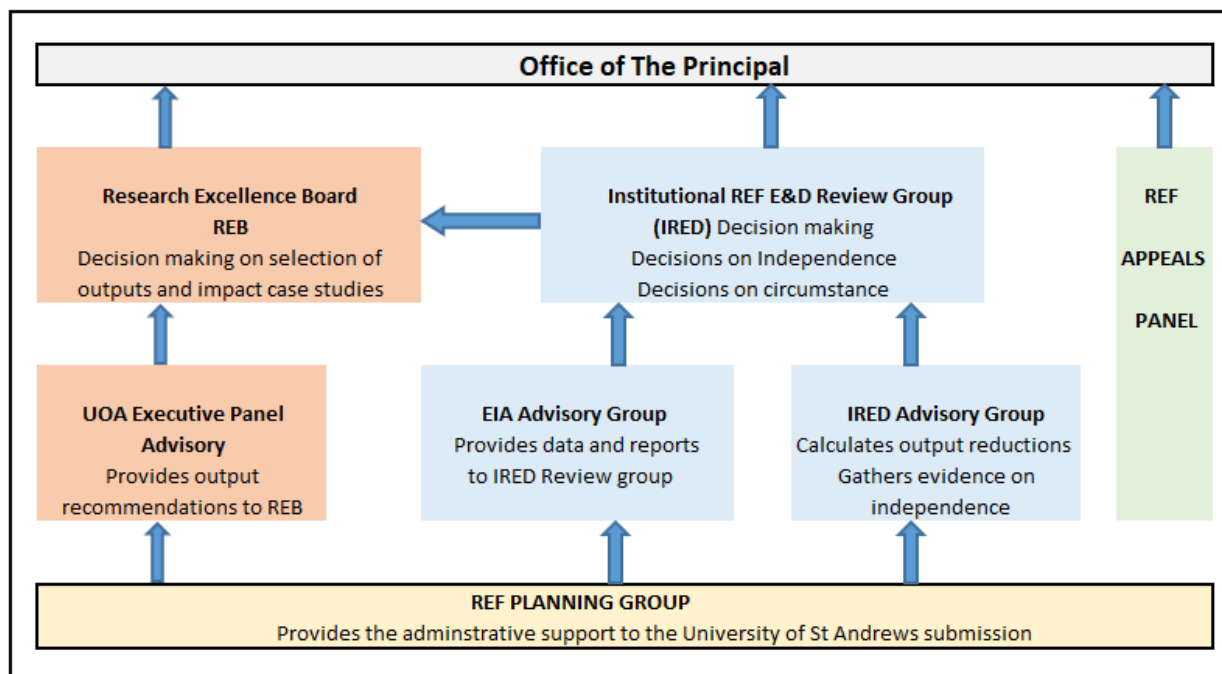 Office of The Principal
Research Excellence Board
REB
Decision making on selection of
outputs and impact case studies
Institutional REF E&D Review Group
(IRED) Decision making
Decisions on Independence
Decisions on circumstance
REF
APPEALS
PANEL
UOA Executive Panel
Advisory
Provides output
recommendations to REB
EIA Advisory Group
Provides data and reports
to IRED Review group
IRED Advisory Group
Calculates output reductions
Gathers evidence on
independence
REF PLANNING GROUP
Provides the adminstrative support to the University of St Andrews submission